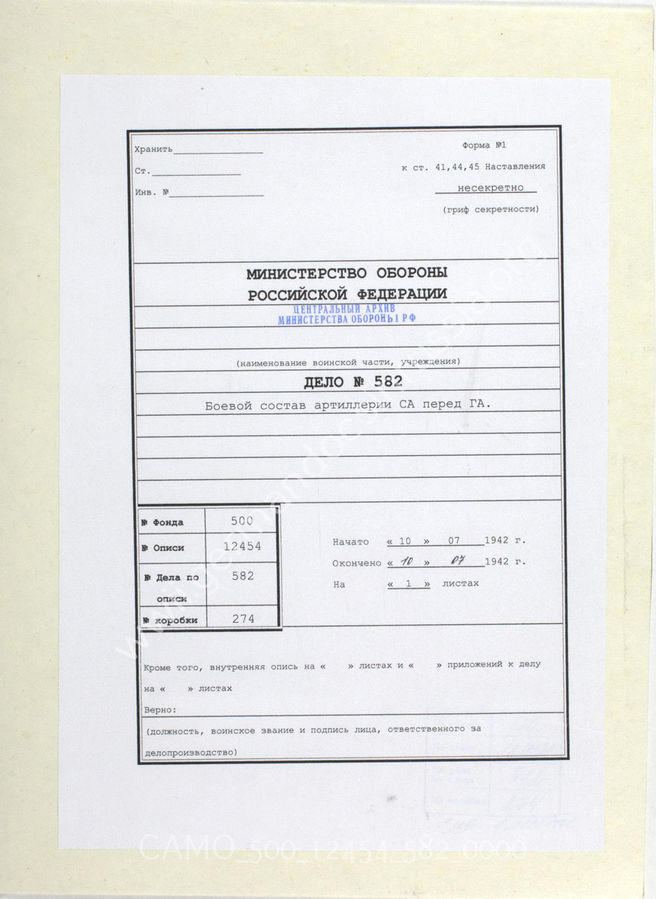 Хранить
Форма №1
Ст.
к ст. 41,44,45 Наставления
Инв. №
несекретно
(гриф секретности)
МИНИСТЕРСТВО ОБОРОНЫ
РОССИЙСКОЙ ФЕДЕРАЦИИ
ЦЕНТРАЛЬНЫЙ АРХИВ
МИНИСТЕРСТВА ОБОРОНЫ РФ
(наименование воинской части, учреждения)
ДЕЛО № 582
Боевой состав артиллерии СА перед ГА.
№ Фонда 500
№ Описи 12454
№ Дела по описи 582
№ коробки 274
Начато « 10 » 07 1942 г.
Окончено « 10 » 07 1942 г.
На « 1 » листах
Кроме того, внутренняя опись на « » листах и « » приложений к делу
на « » листах
Верно:
(должность, воинское звание и подпись лица, ответственного за
делопроизводство)
CAMO_500_12454_582_0000